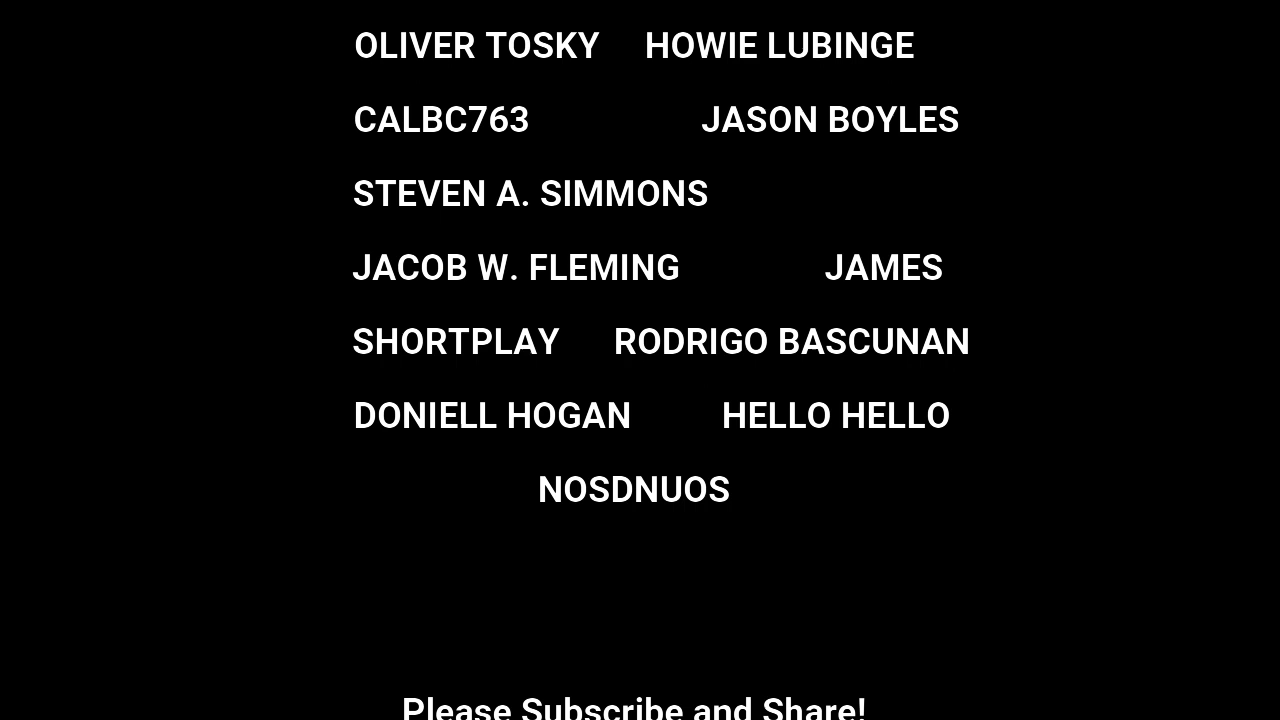 OLIVER TOSKY HOWIE LUBINGE
CALBC763 JASON BOYLES
STEVEN A. SIMMONS
JACOB W. FLEMING JAMES
SHORTPLAY RODRIGO BASCUNAN
DONIELL HOGAN HELLO HELLO
NOSDNUOS
Please Subscribe and Share!